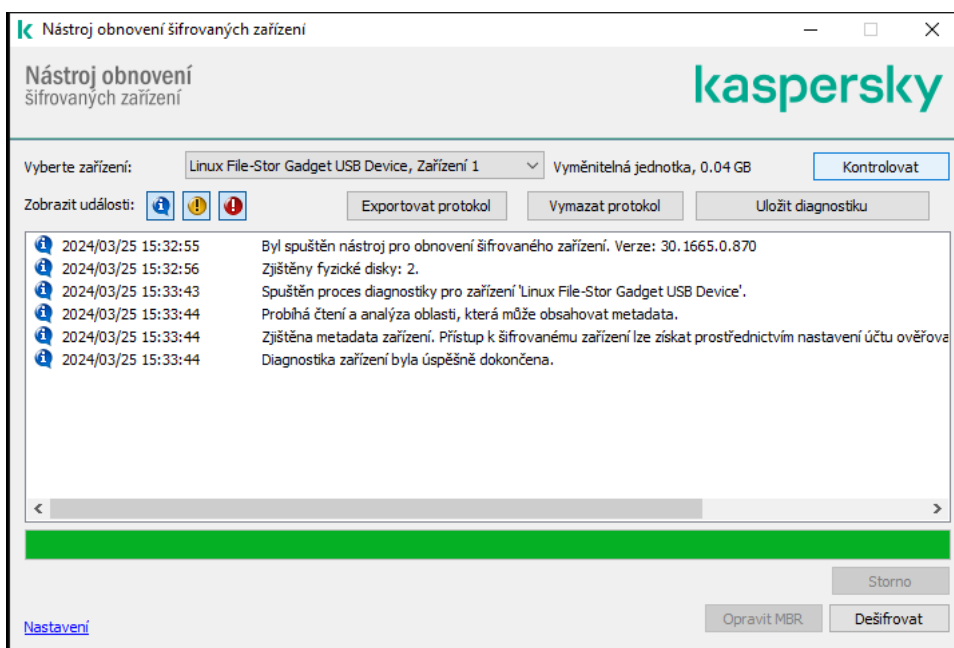 Nástroj obnovení šifrovaných zařízení
Nástroj obnovení
šifrovaných zařízení
kaspersky
Vyberte zařízení: Linux File-Stor Gadget USB Device, Zařízení 1 Vyměnitelná jednotka, 0.04 GB Kontrolovat
Zobrazit události: Exportovat protokol Vymazat protokol Uložit diagnostiku
2024/03/25 15:32:55 Byl spuštěn nástroj pro obnovení šifrovaného zařízení. Verze: 30.1665.0.870
2024/03/25 15:32:56 Zjištěny fyzické disky: 2.
2024/03/25 15:33:43 Spuštěn proces diagnostiky pro zařízení 'Linux File-Stor Gadget USB Device'.
2024/03/25 15:33:44 Probíhá čtení a analýza oblasti, která může obsahovat metadata.
2024/03/25 15:33:44 Zjištěna metadata zařízení. Přístup k šifrovanému zařízení lze získat prostřednictvím nastavení účtu ověřova
2024/03/25 15:33:44 Diagnostika zařízení byla úspěšně dokončena.
Storno
Opravit MBR Dešifrovat
Nastavení